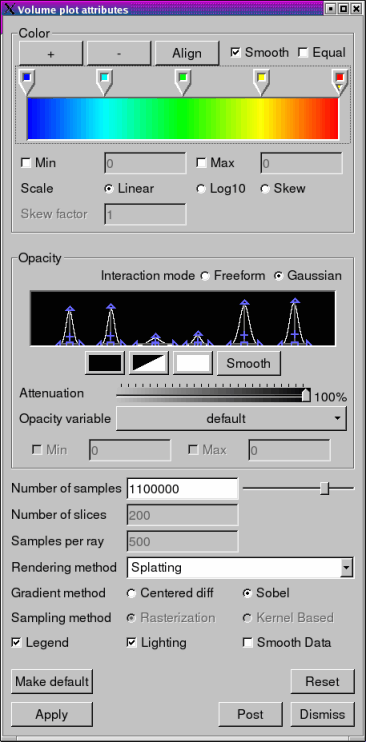 Volume plot attributes
Color
+ - Align Smooth Equal
Min 0 Max 0
Scale Linear Log10 Skew
Skew factor 1
Opacity
Interaction mode Freeform Gaussian
Smooth
Attenuation 100%
Opacity variable default
Min 0 Max 0
Number of samples 1100000
Number of slices 200
Samples per ray 500
Rendering method Splatting
Gradient method Centered diff Sobel
Sampling method Rasterization Kernel Based
Legend Lighting Smooth Data
Make default Reset
Apply Post Dismiss